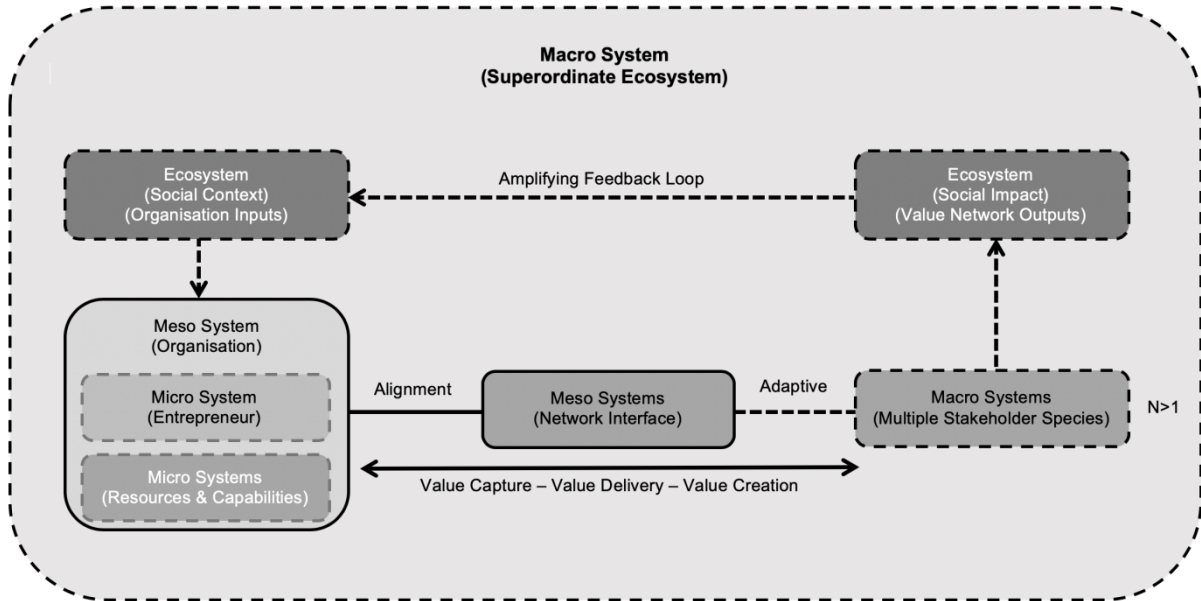 Macro System
(Superordinate Ecosystem)
Ecosystem
(Social Context)
(Organisation Inputs)
Amplifying Feedback Loop
Ecosystem
(Social Impact)
(Value Network Outputs)
Meso System
(Organisation)
Micro System
(Entrepreneur)
Micro Systems
(Resources & Capabilities)
Alignment
Meso Systems
(Network Interface)
Adaptive
Macro Systems
(Multiple Stakeholder Species)
N>1
Value Capture – Value Delivery – Value Creation